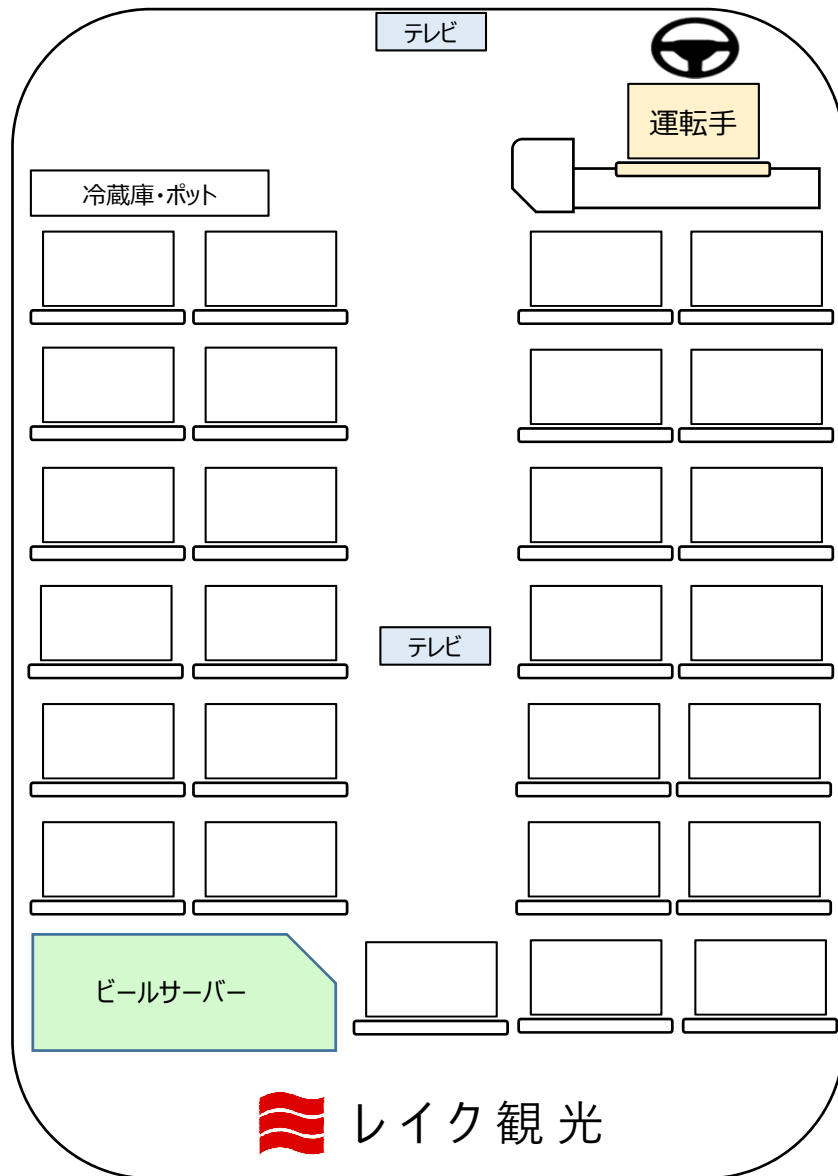 テレビ
運転手
冷蔵庫・ポット
テレビ
ビールサーバー
レイク観光